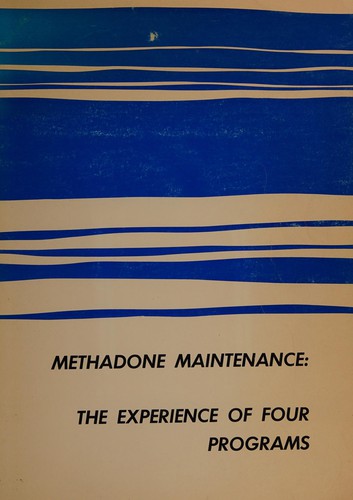 METHADONE MAINTENANCE:
THE EXPERIENCE OF FOUR
PROGRAMS